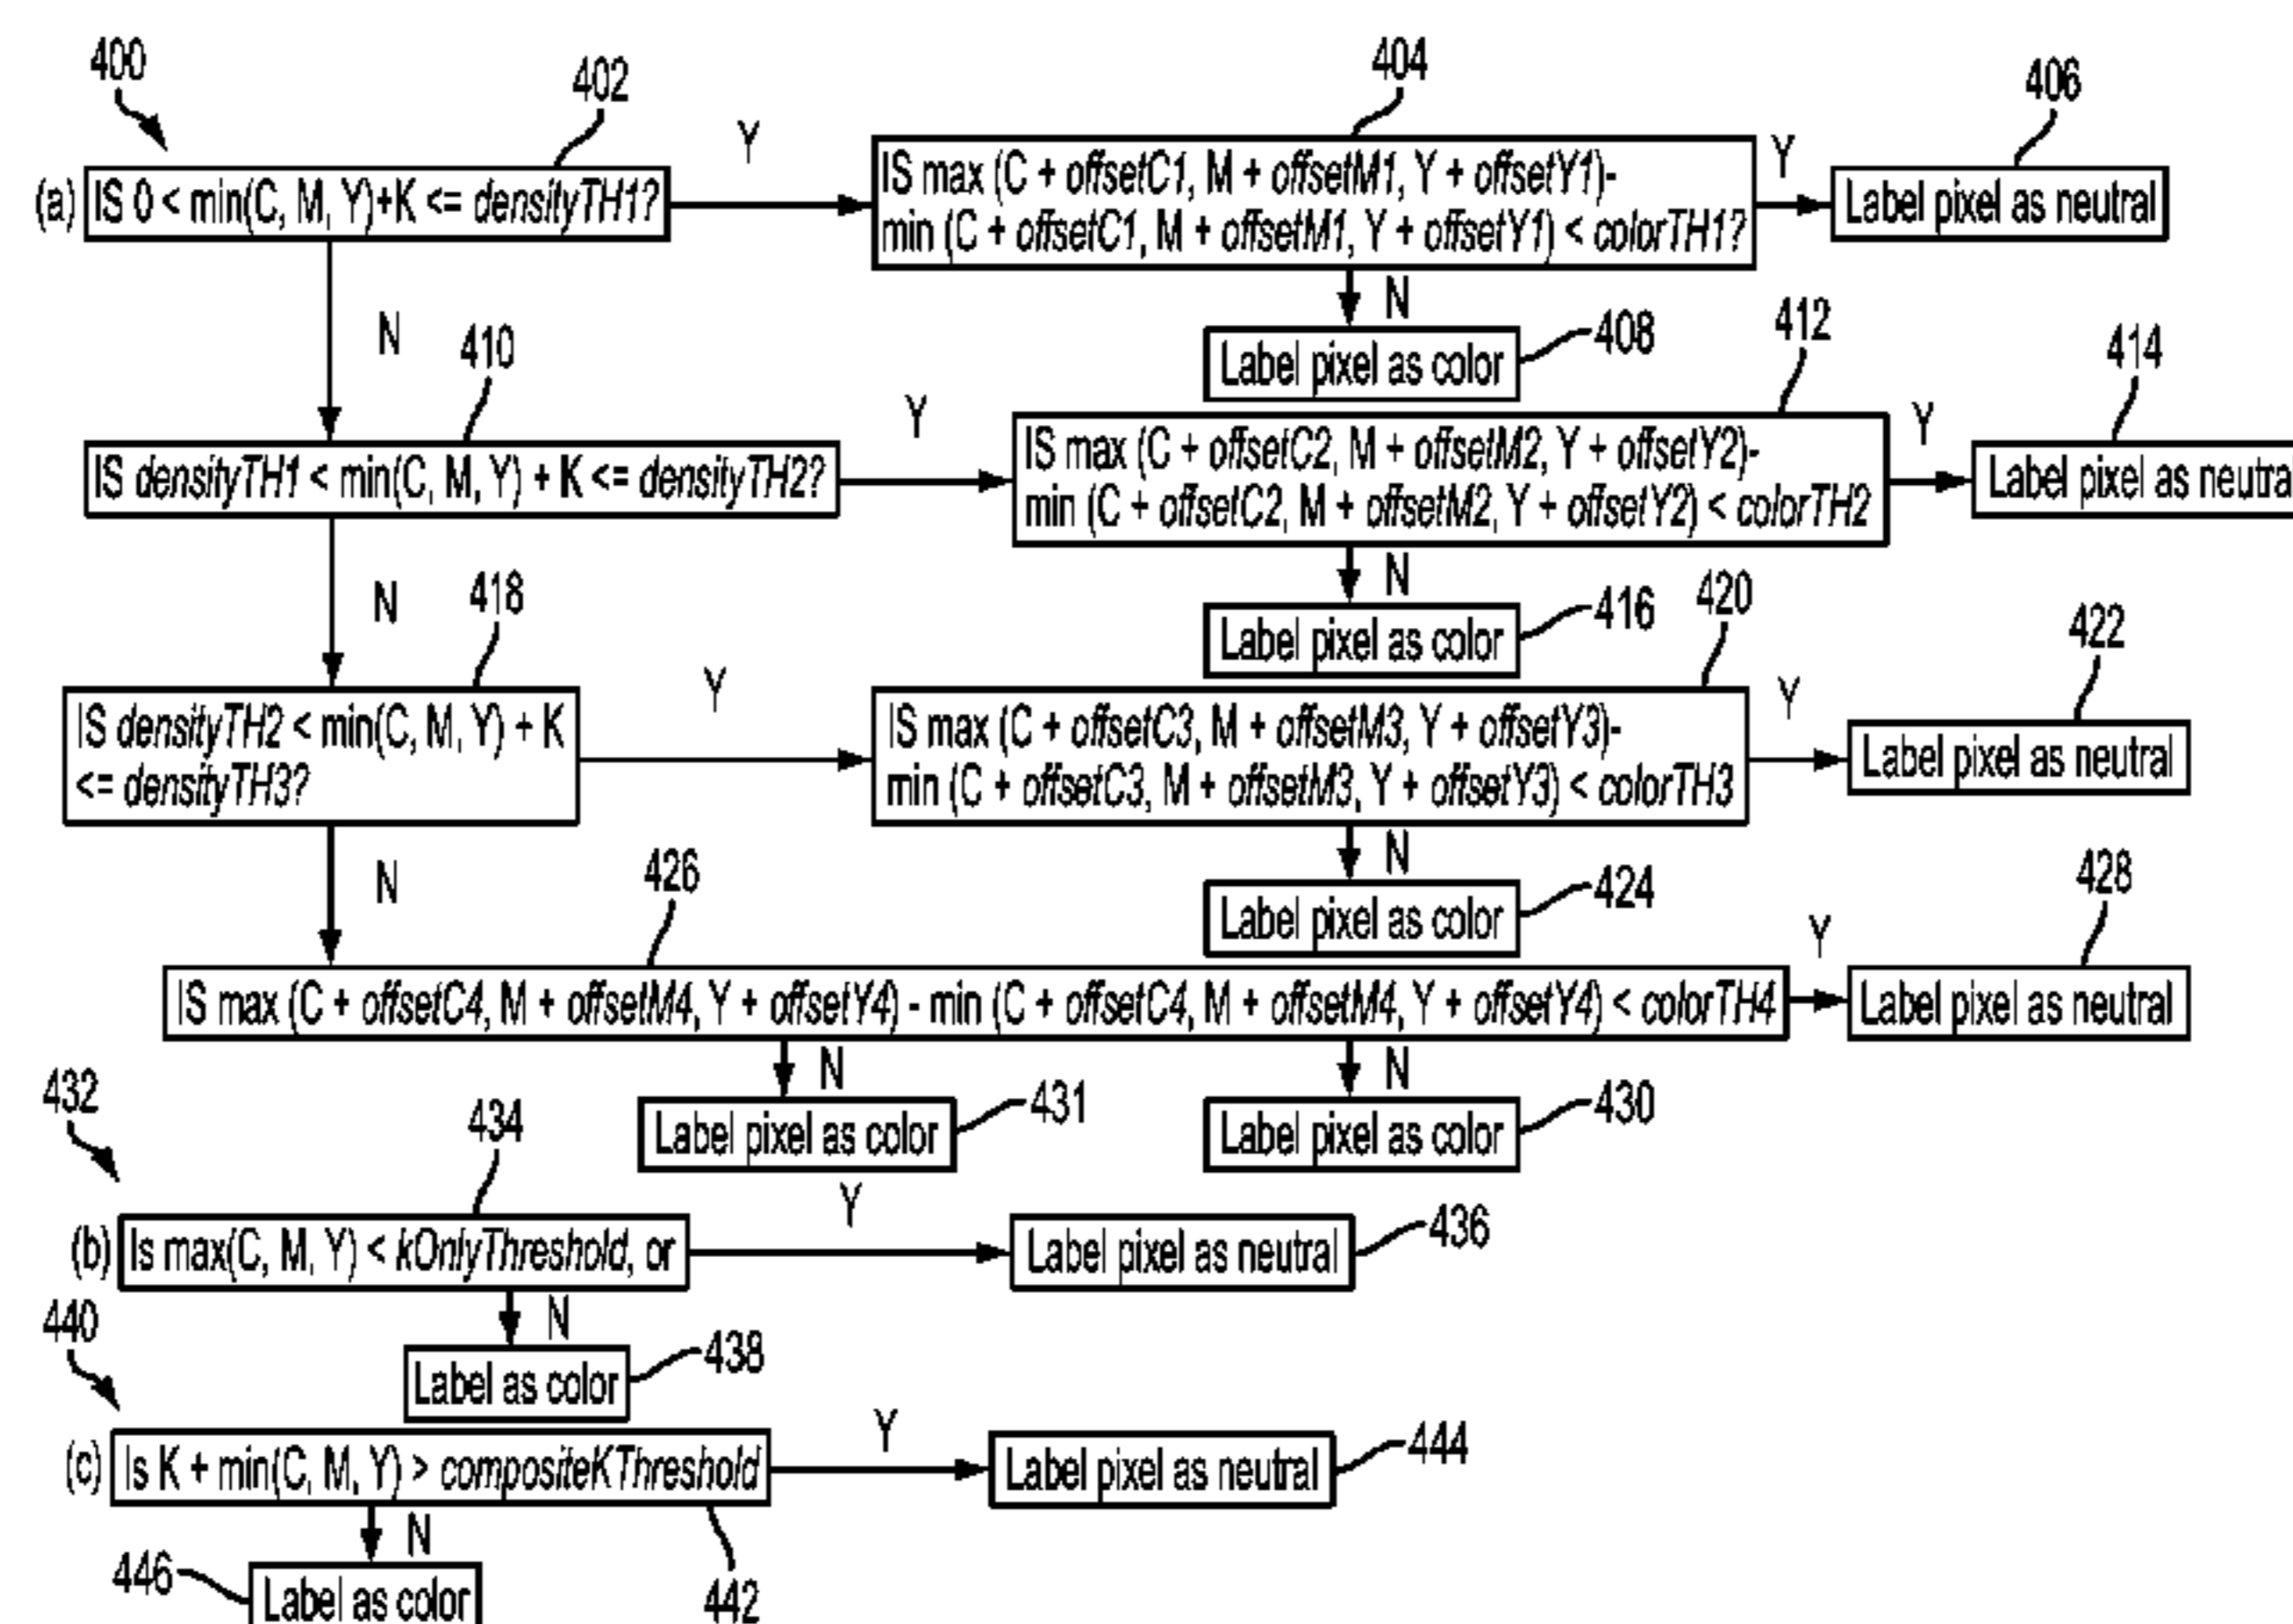 400
402
404
406
Y
Y
(a) IS 0 < min(C, M, Y)+K <= densityTH1?
IS max (C + offsetC1, M + offsetM1, Y + offsetY1)-
min (C + offsetC1, M + offsetM1, Y + offsetY1) < colorTH1?
Label pixel as neutral
N
N
Label pixel as color
408
410
412
414
Y
Y
IS densityTH1 < min(C, M, Y) + K <= densityTH2?
IS max (C + offsetC2, M + offsetM2, Y + offsetY2)-
min (C + offsetC2, M + offsetM2, Y + offsetY2) < colorTH2
Label pixel as neutral
N
N
Label pixel as color
416
418
420
422
Y
Y
IS densityTH2 < min(C, M, Y) + K
<= densityTH3?
IS max (C + offsetC3, M + offsetM3, Y + offsetY3)-
min (C + offsetC3, M + offsetM3, Y + offsetY3) < colorTH3
Label pixel as neutral
N
N
Label pixel as color
424
426
428
Y
IS max (C + offsetC4, M + offsetM4, Y + offsetY4) - min (C + offsetC4, M + offsetM4, Y + offsetY4) < colorTH4
Label pixel as neutral
N
N
Label pixel as color
431
Label pixel as color
430
432
434
Y
(b) Is max(C, M, Y) < kOnlyThreshold, or
Label pixel as neutral
436
N
Label as color
438
440
Y
(c) Is K + min(C, M, Y) > compositeKThreshold
Label pixel as neutral
444
N
446
Label as color
442